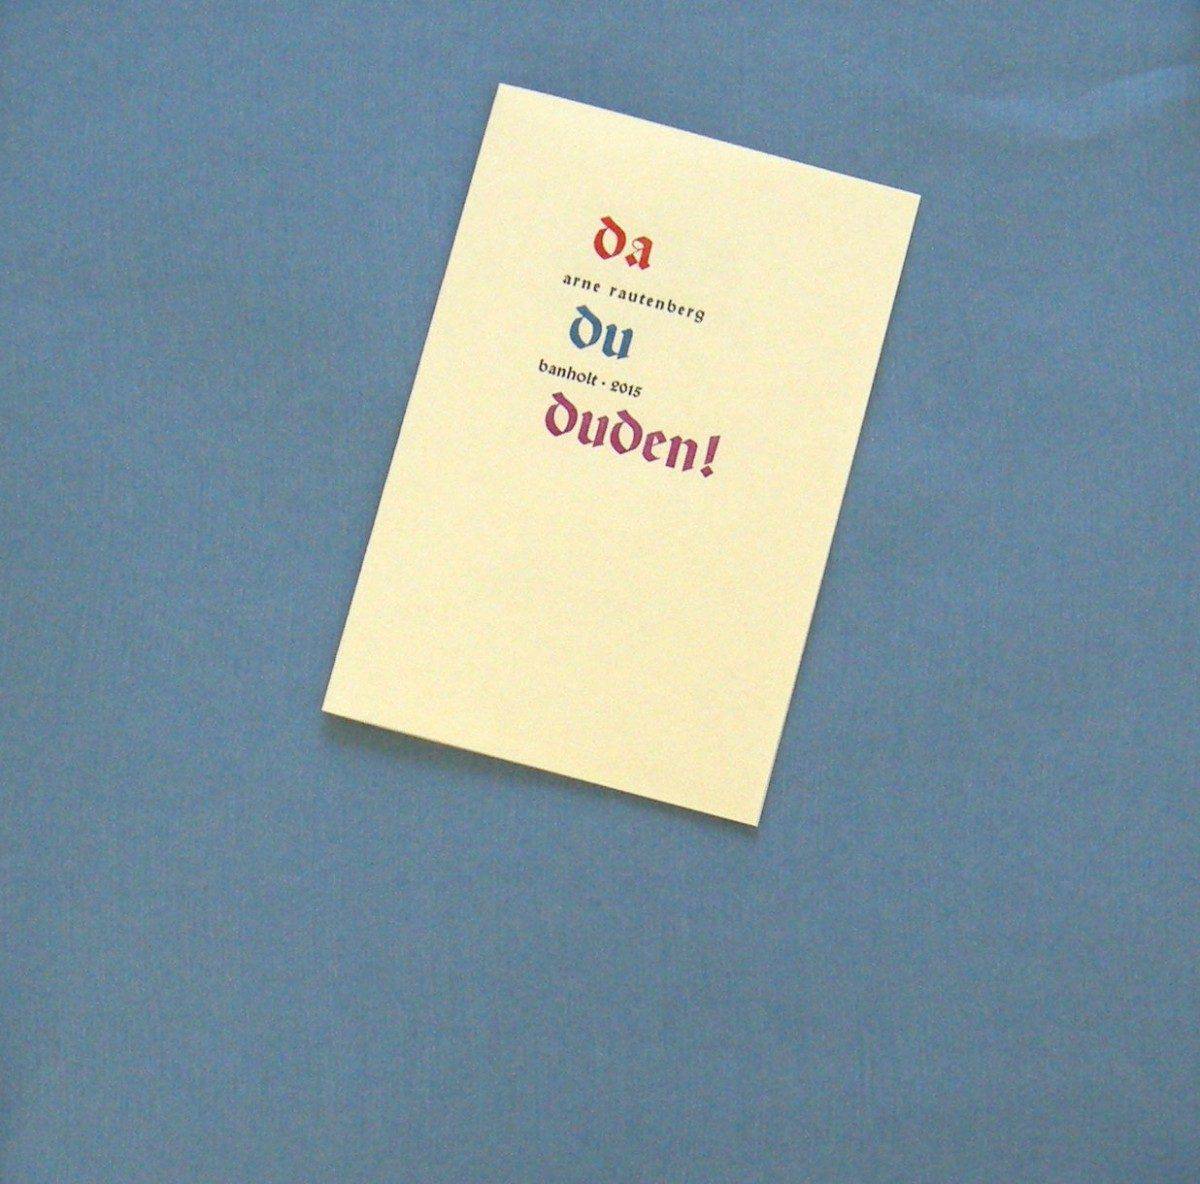 da
arne rautenberg
du
banholt · 2015
duden!